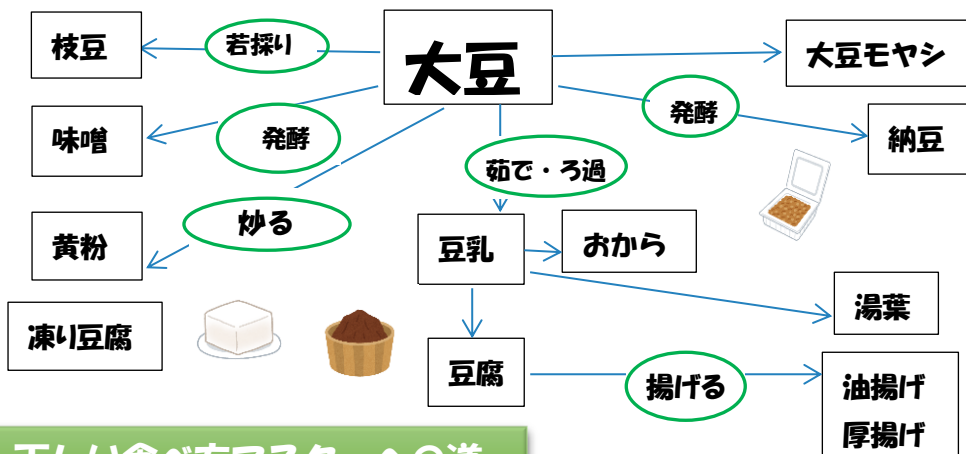 枝豆
若採り
大豆
大豆モヤシ
味噌
発酵
発酵
納豆
茹で・ろ過
黄粉
炒る
豆乳
おから
湯葉
凍り豆腐
豆腐
揚げる
油揚げ
厚揚げ